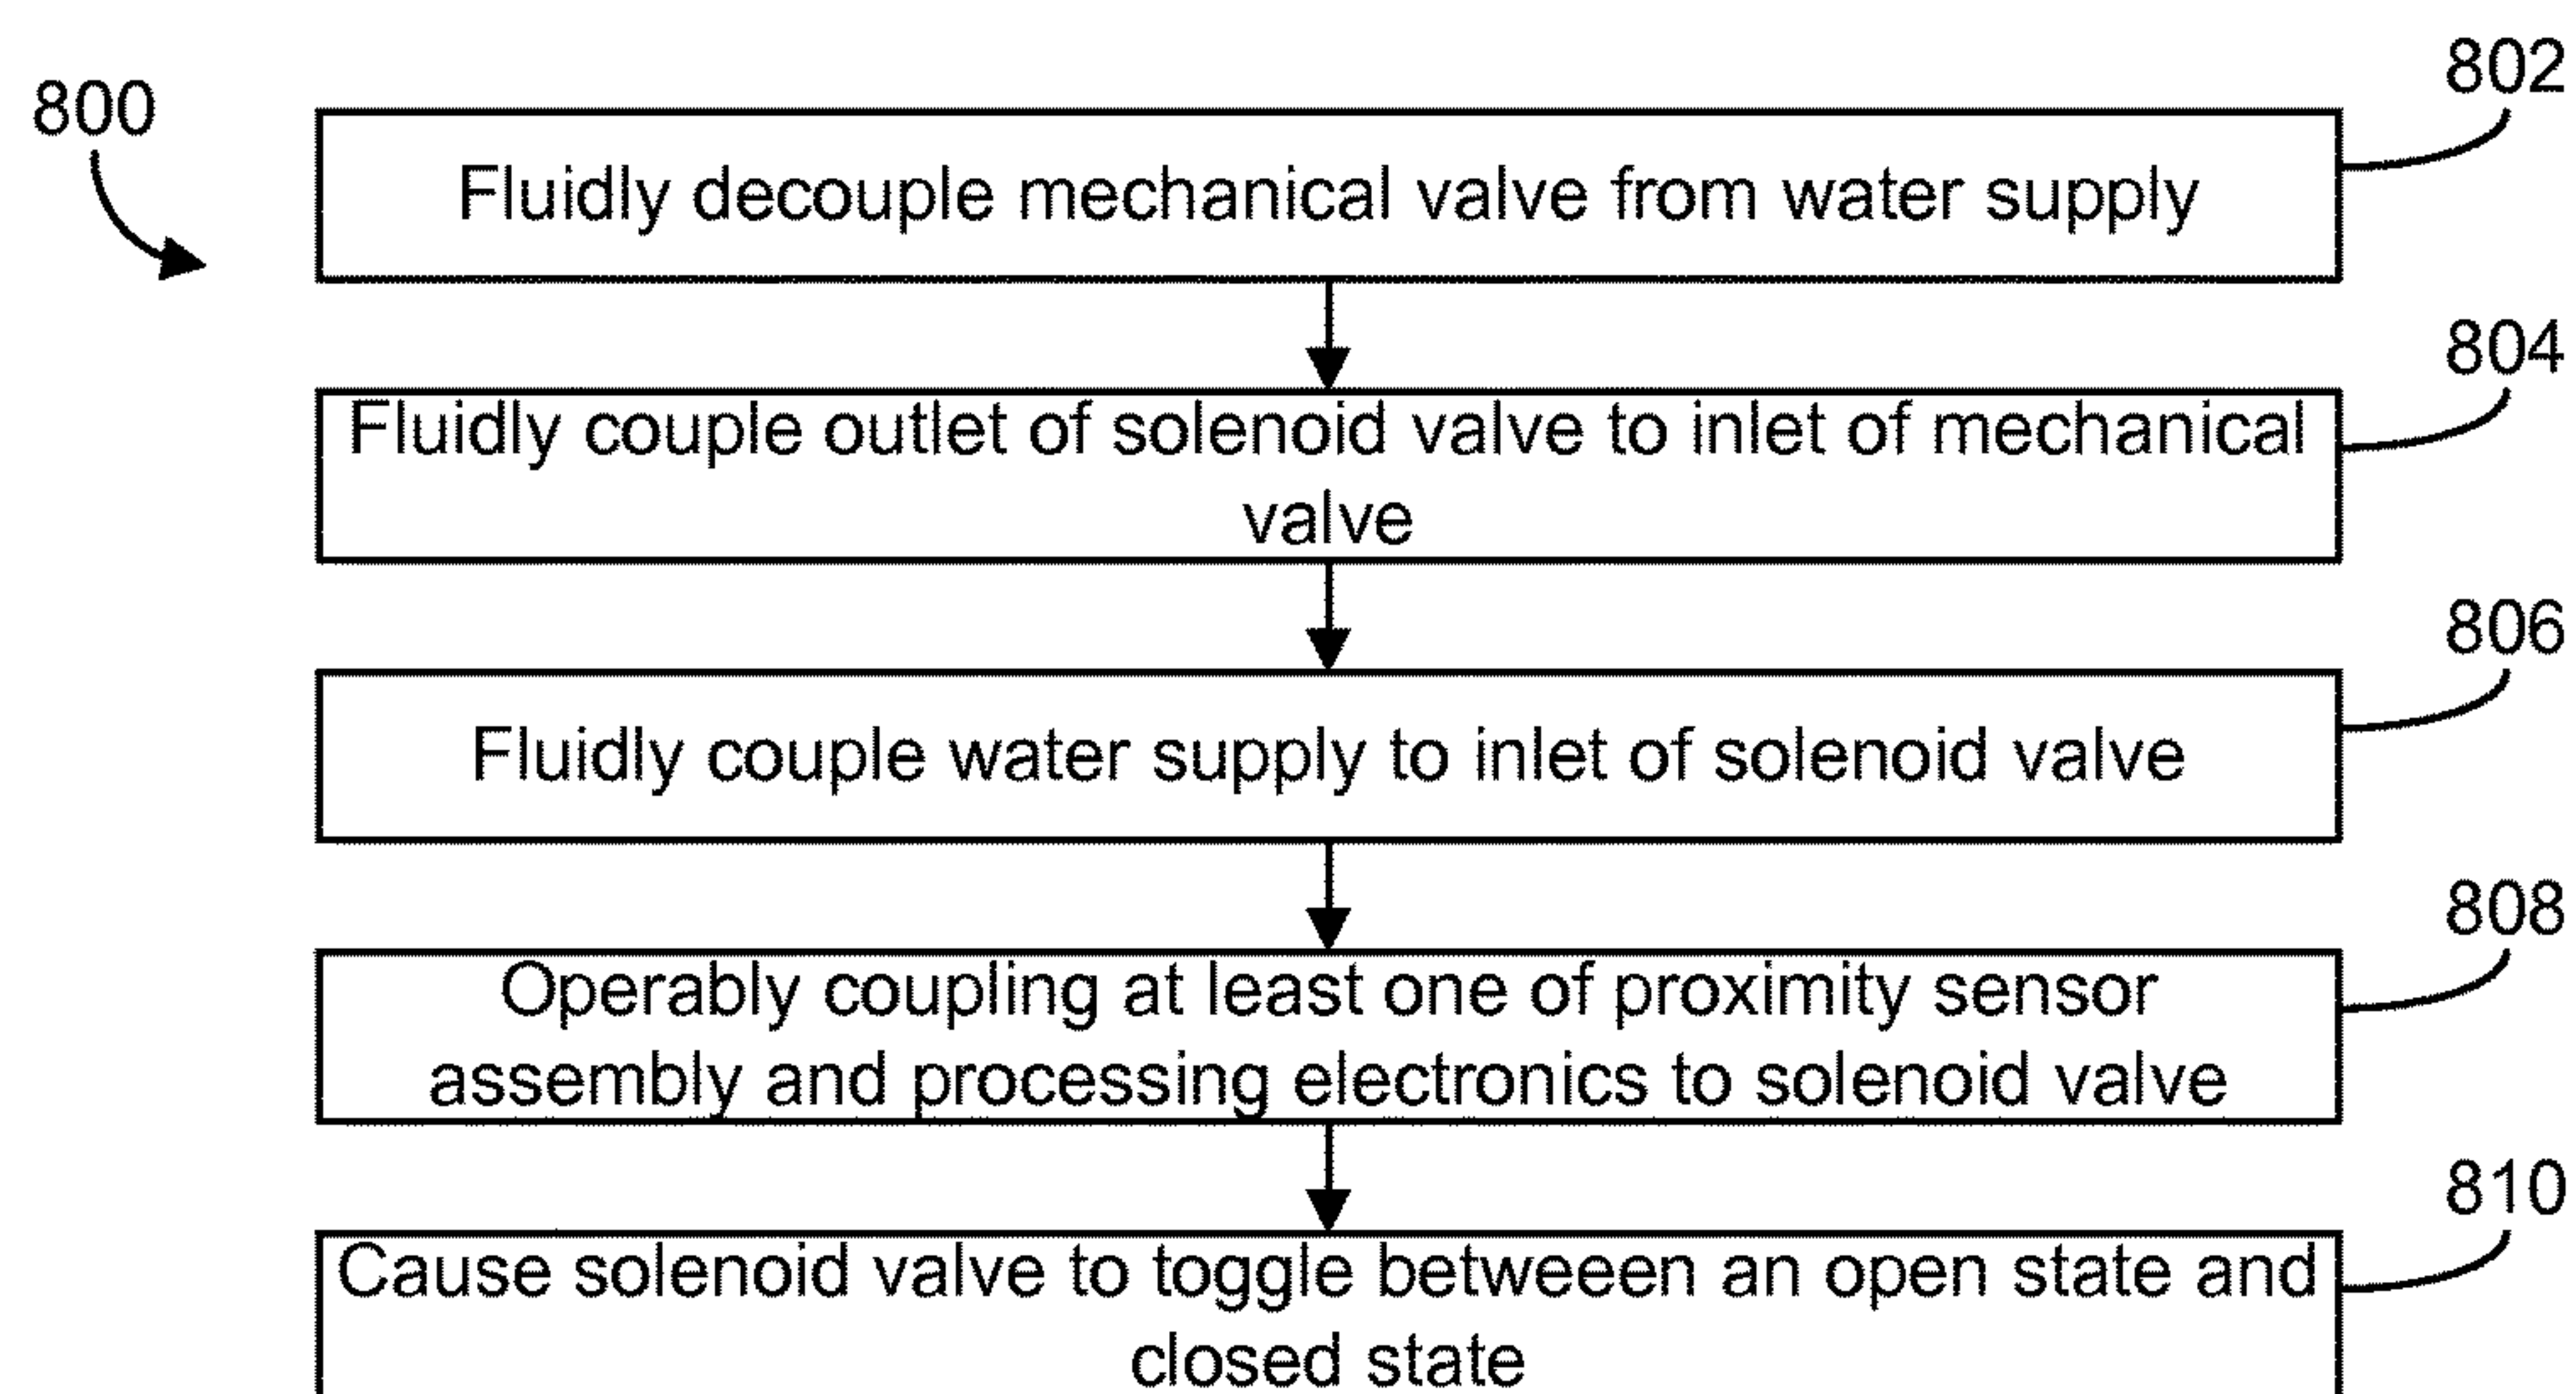 800
802
Fluidly decouple mechanical valve from water supply
804
Fluidly couple outlet of solenoid valve to inlet of mechanical
valve
806
Fluidly couple water supply to inlet of solenoid valve
808
Operably coupling at least one of proximity sensor
assembly and processing electronics to solenoid valve
810
Cause solenoid valve to toggle betweeen an open state and
closed state